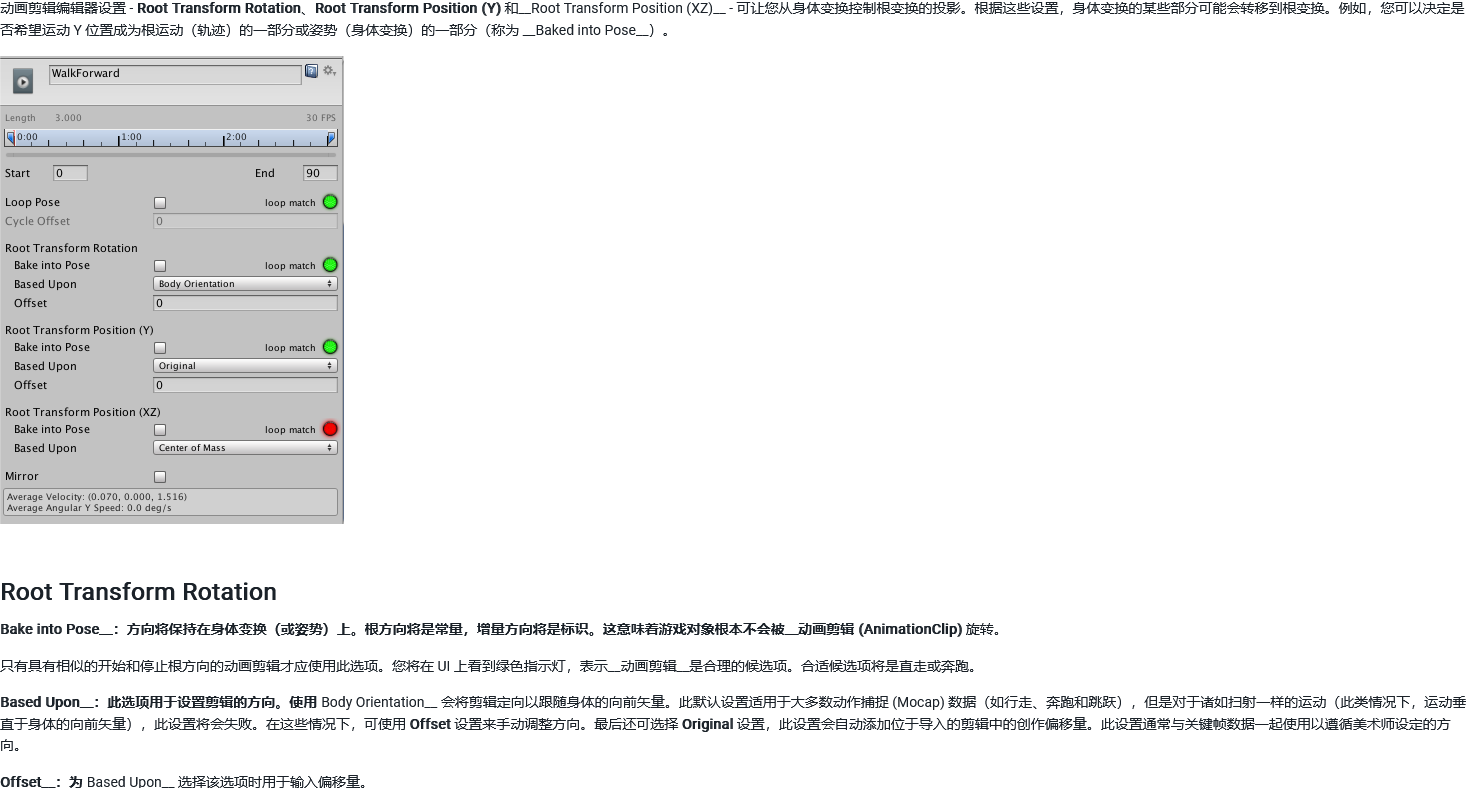 动画剪辑编辑器设置 - Root Transform Rotation、Root Transform Position (Y) 和__Root Transform Position (XZ)__ - 可让您从身体变换控制根变换的投影。根据这些设置，身体变换的某些部分可能会转移到根变换。例如，您可以决定是
否希望运动 Y 位置成为根运动（轨迹）的一部分或姿势（身体变换）的一部分（称为 __Baked into Pose__）。
WalkForward
Length 3.000 30 FPS
0:00 1:00 2:00
Start 0 End 90
Loop Pose loop match
Cycle Offset 0
Root Transform Rotation
Bake into Pose loop match
Based Upon Body Orientation
Offset 0
Root Transform Position (Y)
Bake into Pose loop match
Based Upon Original
Offset 0
Root Transform Position (XZ)
Bake into Pose loop match
Based Upon Center of Mass
Mirror
Average Velocity: (0.070, 0.000, 1.516)
Average Angular Y Speed: 0.0 deg/s
Root Transform Rotation
Bake into Pose__：方向将保持在身体变换（或姿势）上。根方向将是常量，增量方向将是标识。这意味着游戏对象根本不会被__动画剪辑 (AnimationClip) 旋转。
只有具有相似的开始和停止根方向的动画剪辑才应使用此选项。您将在 UI 上看到绿色指示灯，表示__动画剪辑__是合理的候选项。合适候选项将是直走或奔跑。
Based Upon__：此选项用于设置剪辑的方向。使用 Body Orientation__ 会将剪辑定向以跟随身体的向前矢量。此默认设置适用于大多数动作捕捉 (Mocap) 数据（如行走、奔跑和跳跃），但是对于诸如扫射一样的运动（此类情况下，运动垂
直于身体的向前矢量），此设置将会失败。在这些情况下，可使用 Offset 设置来手动调整方向。最后还可选择 Original 设置，此设置会自动添加位于导入的剪辑中的创作偏移量。此设置通常与关键帧数据一起使用以遵循美术师设定的方
向。
Offset__：为 Based Upon__ 选择该选项时用于输入偏移量。